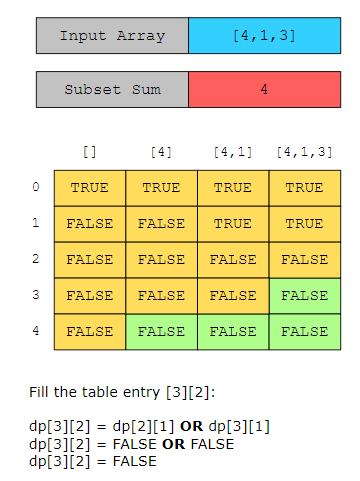 Input Array [4,1,3]
Subset Sum 4
[] [4] [4,1] [4,1,3]
0 TRUE TRUE TRUE TRUE
1 FALSE FALSE TRUE TRUE
2 FALSE FALSE FALSE FALSE
3 FALSE FALSE FALSE FALSE
4 FALSE FALSE FALSE FALSE
Fill the table entry [3][2]:
dp[3][2] = dp[2][1] OR dp[3][1]
dp[3][2] = FALSE OR FALSE
dp[3][2] = FALSE